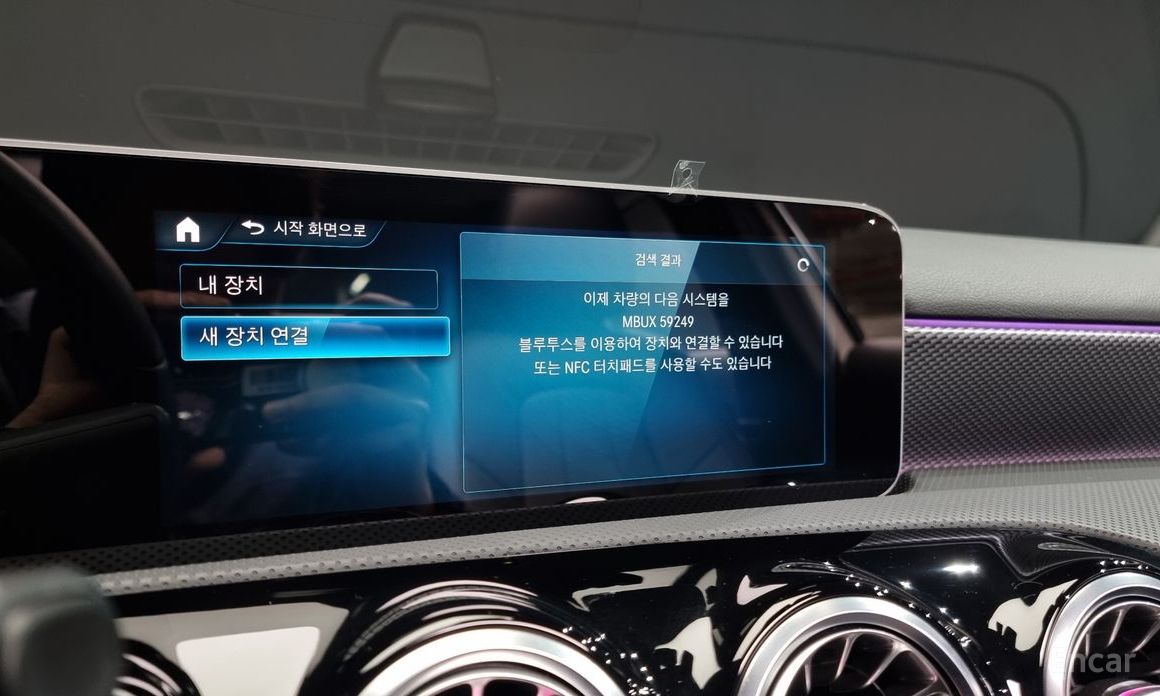 시작 화면으로
내 장치
새 장치 연결
검색 결과
이제 차량의 다음 시스템을
MBUX 59249
블루투스를 이용하여 장치와 연결할 수 있습니다
또는 NFC 터치패드를 사용할 수도 있습니다
Encar